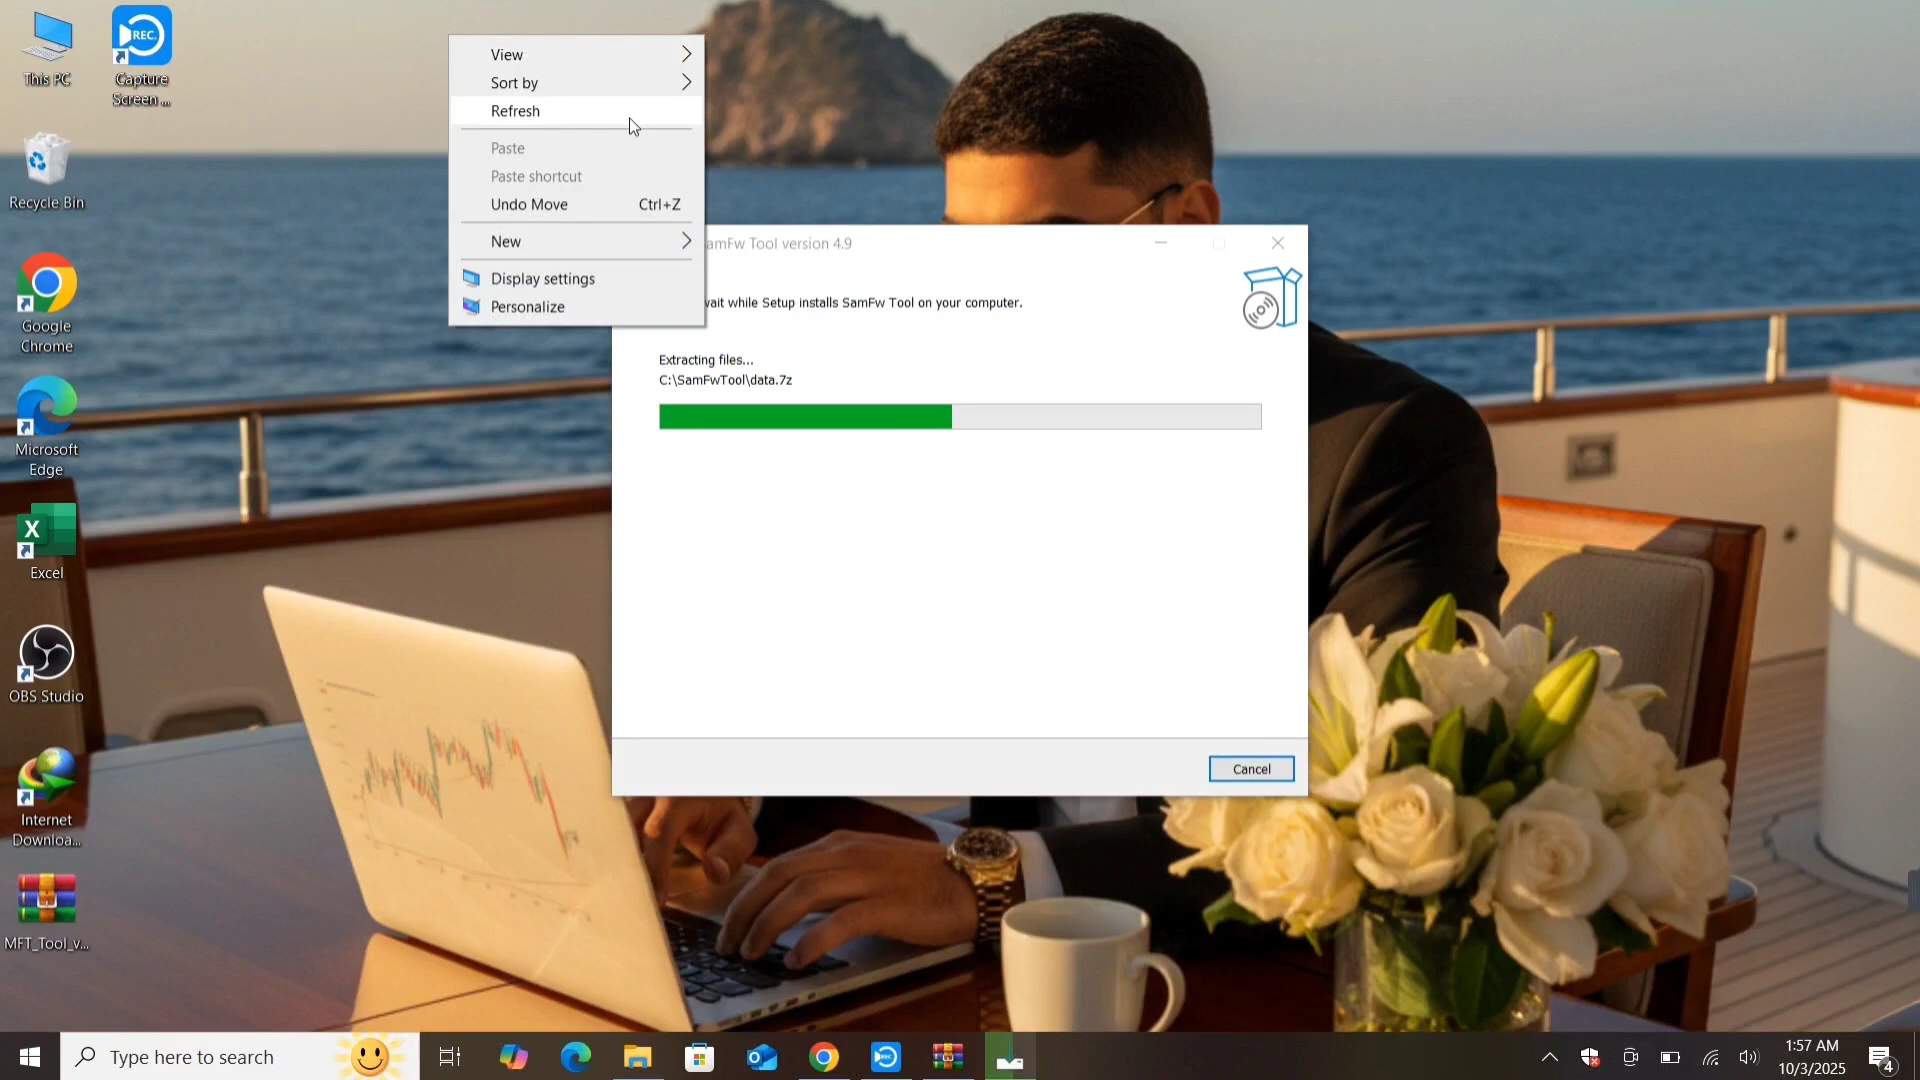 This PC
REC.
Capture
Screen ...
Recycle Bin
Google
Chrome
Microsoft
Edge
X
Excel
OBS Studio
Internet
Downloa...
MFT_Tool_v...
View
Sort by
Refresh
Paste
Paste shortcut
Undo Move Ctrl+Z
New
Display settings
Personalize
amFw Tool version 4.9
wait while Setup installs SamFw Tool on your computer.
Extracting files...
C:\SamFwTool\data.7z
Cancel
Type here to search
1:57 AM
10/3/2025
4